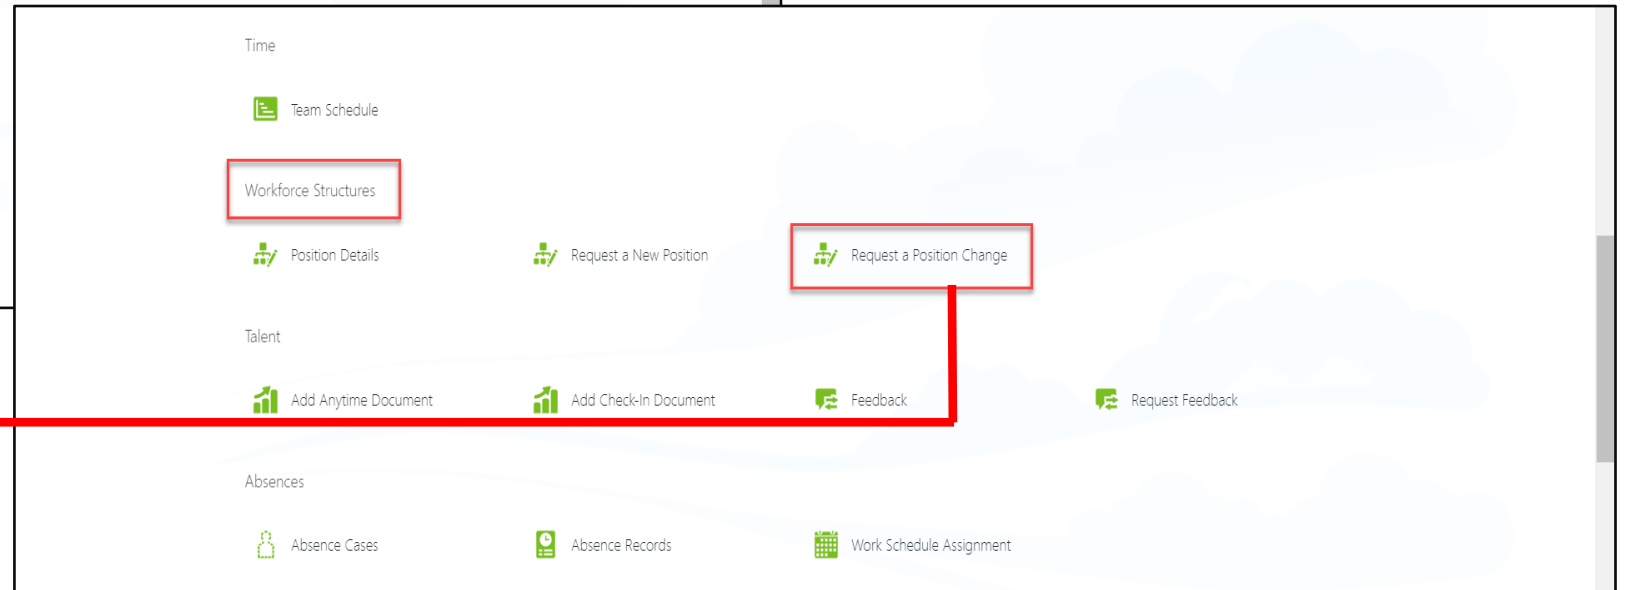 Time
Team Schedule
Workforce Structures
Position Details
Request a New Position
Request a Position Change
Talent
Add Anytime Document
Add Check-In Document
Feedback
Request Feedback
Absences
Absence Cases
Absence Records
Work Schedule Assignment